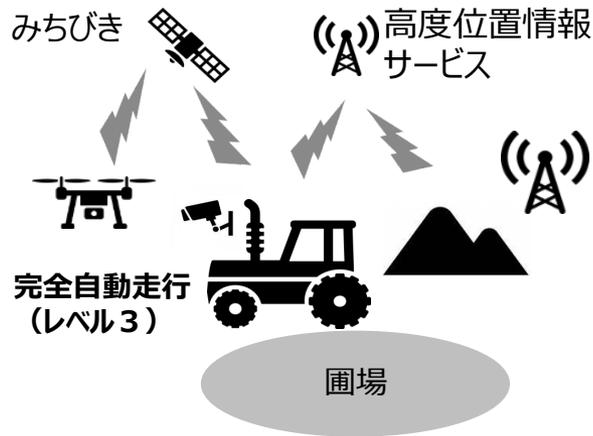 みちびき
高度位置情報
サービス
完全自動走行
（レベル３）
圃場